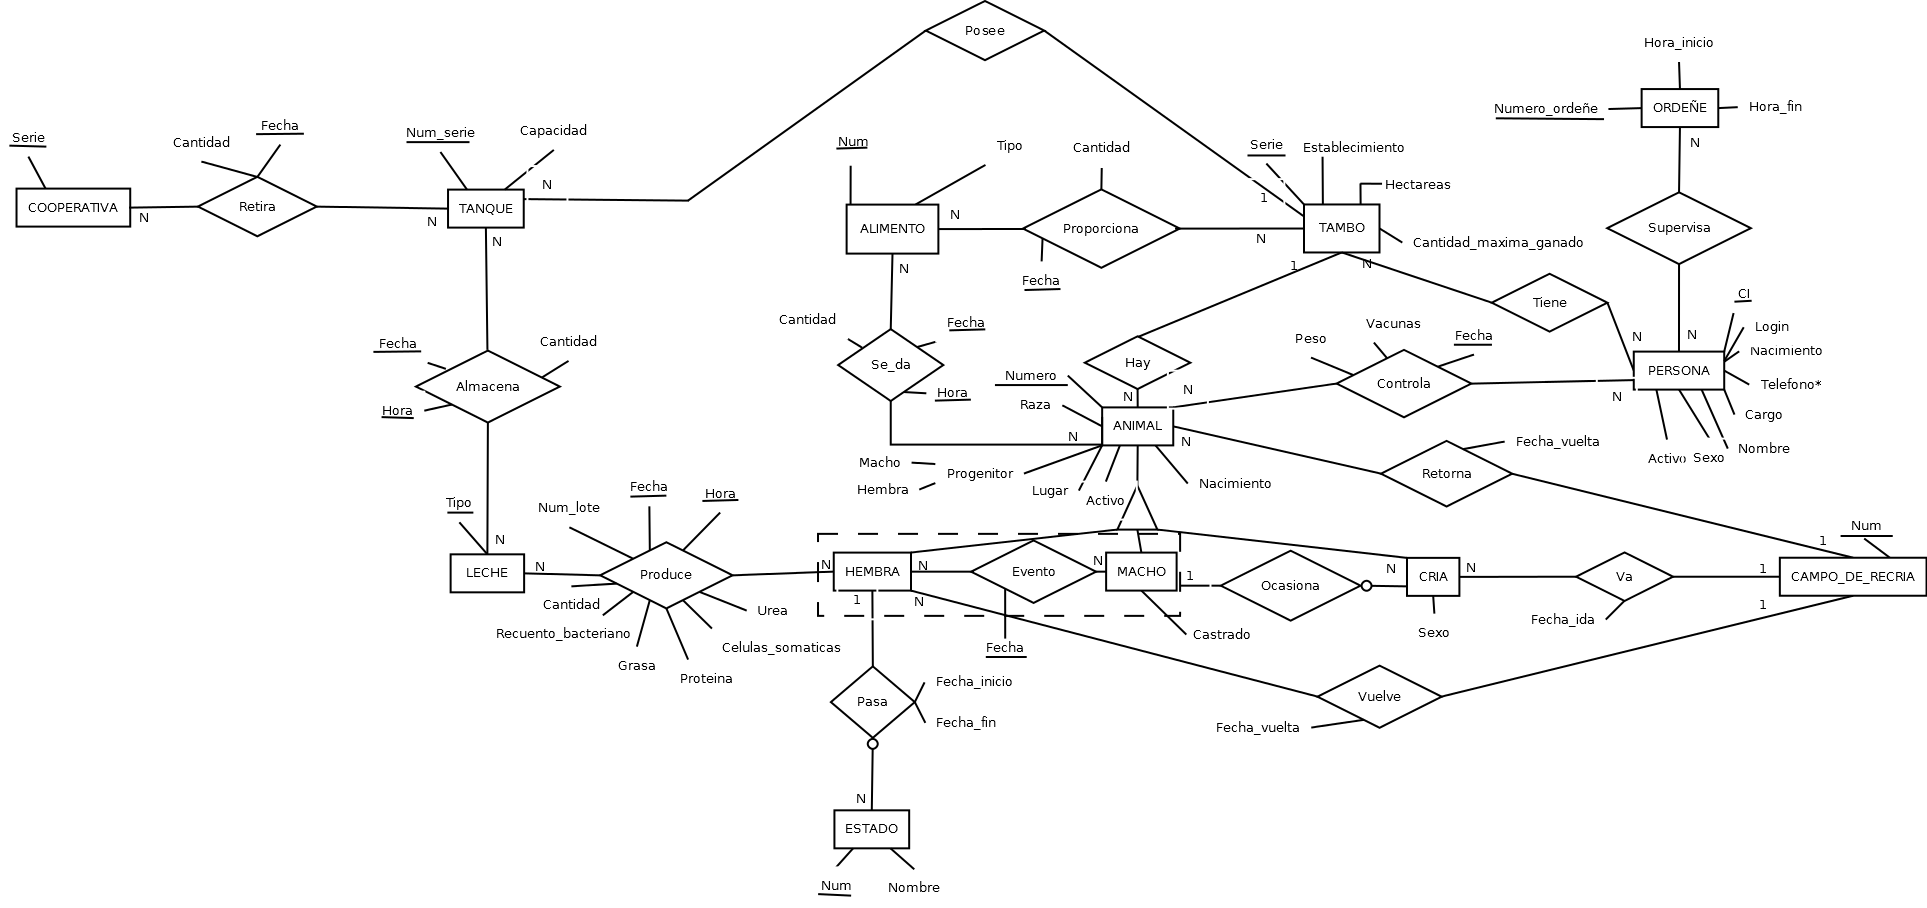 Posee
Hora_inicio
Numero_ordeñe
ORDEÑE
Hora_fin
Serie
Cantidad
Fecha
Num_serie
Capacidad
Num
Tipo
Cantidad
Serie
Establecimiento
Hectareas
N
N
1
COOPERATIVA
N
Retira
N
TANQUE
N
ALIMENTO
N
Proporciona
N
TAMBO
Cantidad_maxima_ganado
Supervisa
N
Fecha
1
N
Tiene
CI
Login
Nacimiento
Telefono*
Cargo
Nombre
Sexo
Activo
PERSONA
N
N
N
Cantidad
Fecha
Se_da
Hora
Peso
Vacunas
Fecha
Controla
Hay
N
N
Fecha
Cantidad
Almacena
Hora
Numero
Raza
ANIMAL
N
N
Macho
Hembra
Progenitor
Lugar
Activo
Nacimiento
Fecha_vuelta
Retorna
1
Num
Tipo
N
LECHE
N
Num_lote
Fecha
Hora
Produce
Cantidad
Recuento_bacteriano
Grasa
Proteina
Celulas_somaticas
Urea
N
HEMBRA
N
Evento
N
MACHO
1
Ocasiona
N
CRIA
N
Va
1
CAMPO_DE_RECRIA
1
N
1
Fecha
Castrado
Sexo
Fecha_ida
Pasa
Fecha_inicio
Fecha_fin
Vuelve
Fecha_vuelta
N
ESTADO
Num
Nombre